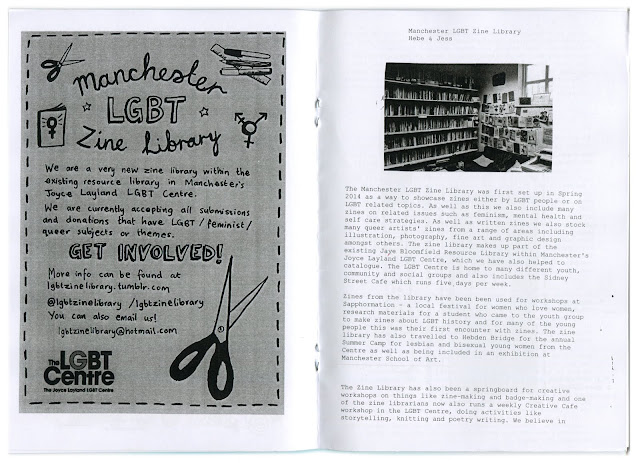 manchester
LGBT
Zine Library
We are a very new zine library within the
existing resource library in Manchester's
Joyce Layland LGBT Centre.
We are currently accepting all submissions
and donations that have LGBT / feminist /
queer subjects or themes.
GET INVOLVED!
More info can be found at
lgbtzinelibrary.tumblr.com
@lgbtzinelibrary /lgbtzinelibrary
You can also email us!
lgbtzinelibrary@hotmail.com
The LGBT
Centre
The Joyce Layland LGBT Centre
Manchester LGBT Zine Library
Hebe & Jess
The Manchester LGBT Zine Library was first set up in Spring
2014 as a way to showcase zines either by LGBT people or on
LGBT related topics. As well as this we also include many
zines on related issues such as feminism, mental health and
self care strategies. As well as written zines we also stock
many queer artists' zines from a range of areas including
illustration, photography, fine art and graphic design
amongst others. The zine library makes up part of the
existing Jaye Bloomfield Resource Library within Manchester's
Joyce Layland LGBT Centre, which we have also helped to
catalogue. The LGBT Centre is home to many different youth,
community and social groups and also includes the Sidney
Street Cafe which runs five days per week.
Zines from the library have been been used for workshops at
Sapphormation - a local festival for women who love women,
research materials for a student who came to the youth group
to make zines about LGBT history and for many of the young
people this was their first encounter with zines. The zine
library has also travelled to Hebden Bridge for the annual
Summer Camp for lesbian and bisexual young women from the
Centre as well as being included in an exhibition at
Manchester School of Art.
The Zine Library has also been a springboard for creative
workshops on things like zine-making and badge-making and one
of the zine librarians now also runs a weekly Creative Cafe
workshop in the LGBT Centre, doing activities like
storytelling, knitting and poetry writing. We believe in